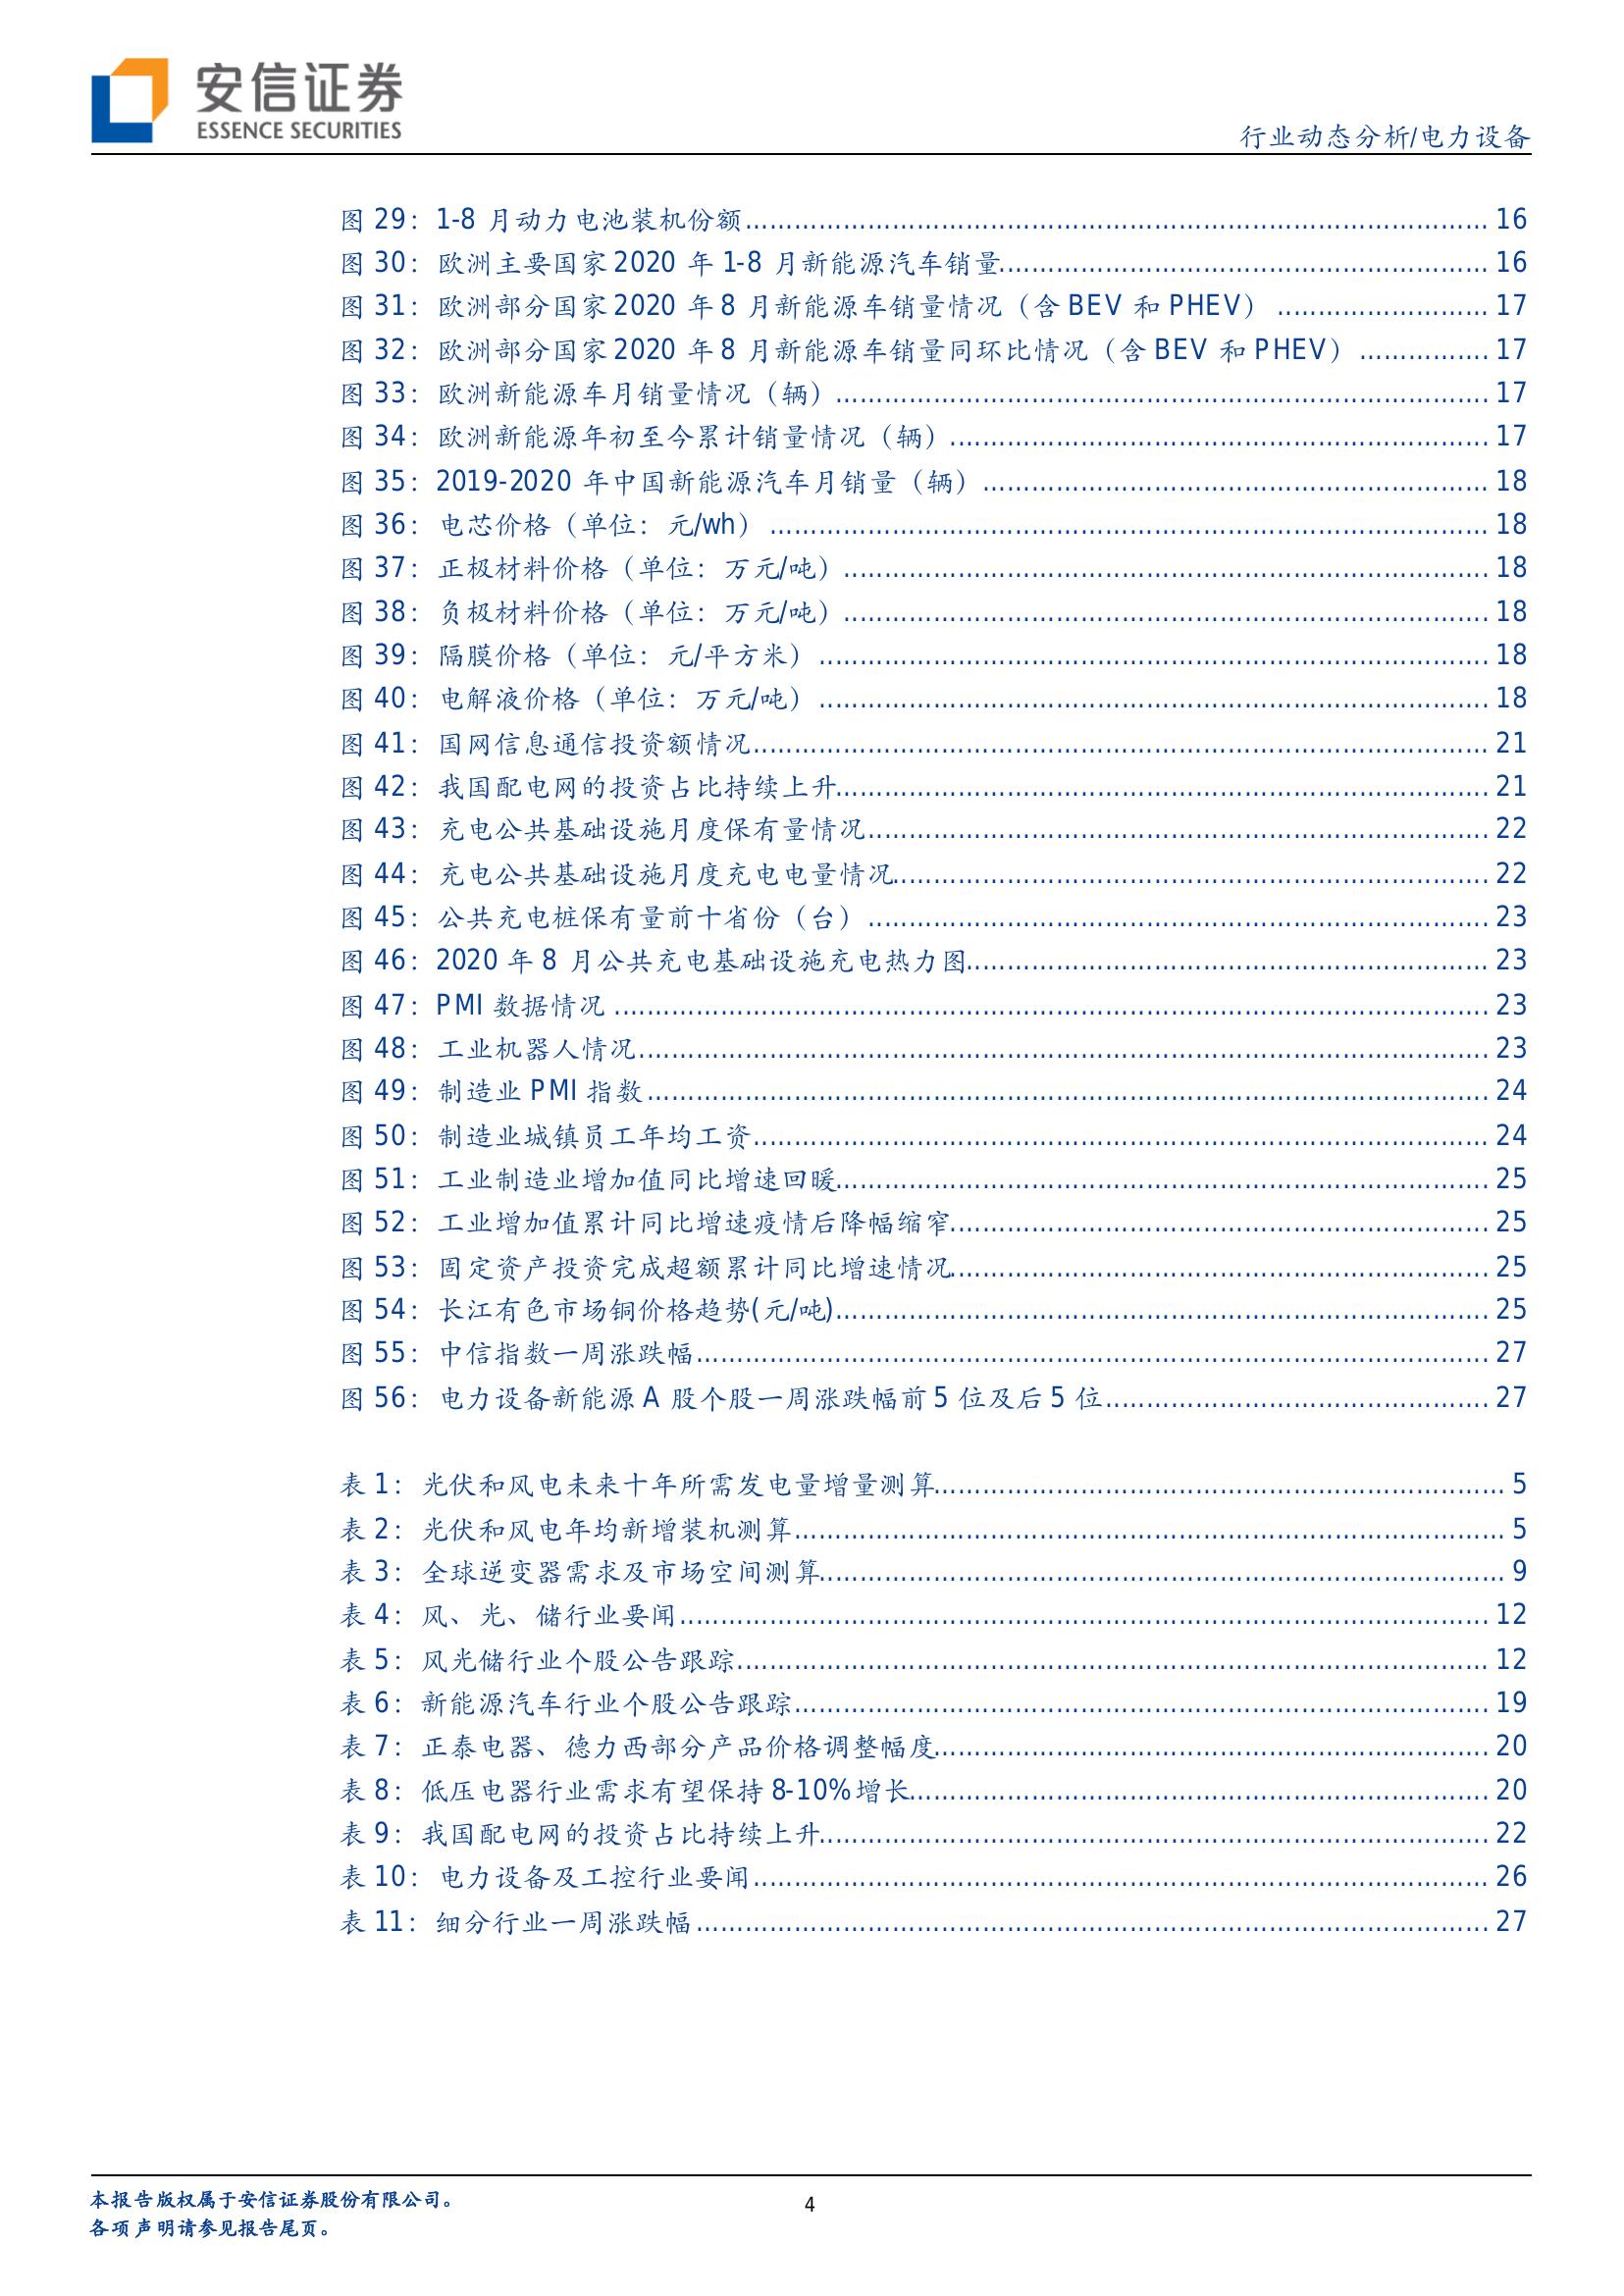 安信证券
ESSENCE SECURITIES
行业动态分析/电力设备
图 29：1-8 月动力电池装机份额........................................ 16
图 30：欧洲主要国家 2020 年 1-8 月新能源汽车销量........................................ 16
图 31：欧洲部分国家 2020 年 8 月新能源车销量情况（含 BEV 和 PHEV） ........................................ 17
图 32：欧洲部分国家 2020 年 8 月新能源车销量同环比情况（含 BEV 和 PHEV） ........................................ 17
图 33：欧洲新能源车月销量情况（辆）........................................ 17
图 34：欧洲新能源年初至今累计销量情况（辆）........................................ 17
图 35：2019-2020 年中国新能源汽车月销量（辆） ........................................ 18
图 36：电芯价格（单位：元/wh） ........................................ 18
图 37：正极材料价格（单位：万元/吨）........................................ 18
图 38：负极材料价格（单位：万元/吨）........................................ 18
图 39：隔膜价格（单位：元/平方米） ........................................ 18
图 40：电解液价格（单位：万元/吨） ........................................ 18
图 41：国网信息通信投资额情况........................................ 21
图 42：我国配电网的投资占比持续上升........................................ 21
图 43：充电公共基础设施月度保有量情况........................................ 22
图 44：充电公共基础设施月度充电电量情况........................................ 22
图 45：公共充电桩保有量前十省份（台） ........................................ 23
图 46：2020 年 8 月公共充电基础设施充电热力图........................................ 23
图 47：PMI 数据情况 ........................................ 23
图 48：工业机器人情况........................................ 23
图 49：制造业 PMI 指数........................................ 24
图 50：制造业城镇员工年均工资........................................ 24
图 51：工业制造业增加值同比增速回暖........................................ 25
图 52：工业增加值累计同比增速疫情后降幅缩窄........................................ 25
图 53：固定资产投资完成超额累计同比增速情况........................................ 25
图 54：长江有色市场铜价格趋势(元/吨)........................................ 25
图 55：中信指数一周涨跌幅........................................ 27
图 56：电力设备新能源 A 股个股一周涨跌幅前 5 位及后 5 位........................................ 27
表 1：光伏和风电未来十年所需发电量增量测算........................................ 5
表 2：光伏和风电年均新增装机测算........................................ 5
表 3：全球逆变器需求及市场空间测算........................................ 9
表 4：风、光、储行业要闻........................................ 12
表 5：风光储行业个股公告跟踪........................................ 12
表 6：新能源汽车行业个股公告跟踪........................................ 19
表 7：正泰电器、德力西部分产品价格调整幅度........................................ 20
表 8：低压电器行业需求有望保持 8-10%增长........................................ 20
表 9：我国配电网的投资占比持续上升........................................ 22
表 10：电力设备及工控行业要闻........................................ 26
表 11：细分行业一周涨跌幅........................................ 27
本报告版权属于安信证券股份有限公司。
各项声明请参见报告尾页。
4